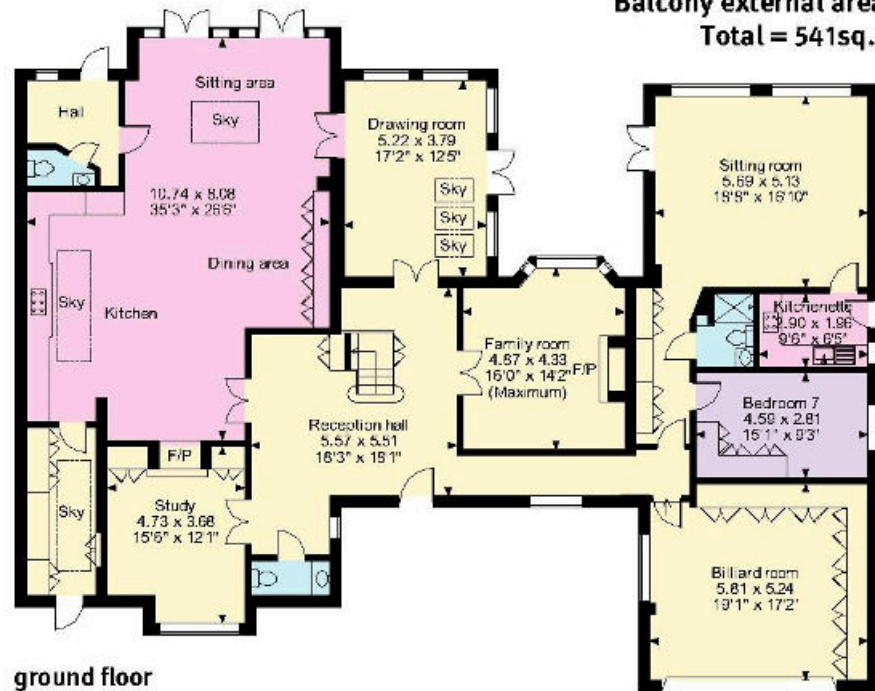 Balcony external area
Total = 541sq.
Sitting area
Sky
Hall
Drawing room
5.22 x 3.79
17'2" x 12'5"
Sky
Sky
Sky
Sitting room
5.69 x 5.13
18'8" x 16'10"
10.74 x 8.08
35'3" x 26'6"
Dining area
Sky
Kitchen
Kitchenette
2.90 x 1.96
9'6" x 6'5"
Family room
4.87 x 4.33
16'0" x 14'2"
(Maximum)
F/P
Bedroom 7
4.59 x 2.81
15'1" x 9'3"
Reception hall
5.57 x 5.51
18'3" x 18'1"
F/P
Sky
Study
4.73 x 3.68
15'6" x 12'1"
Billiard room
5.81 x 5.24
19'1" x 17'2"
ground floor